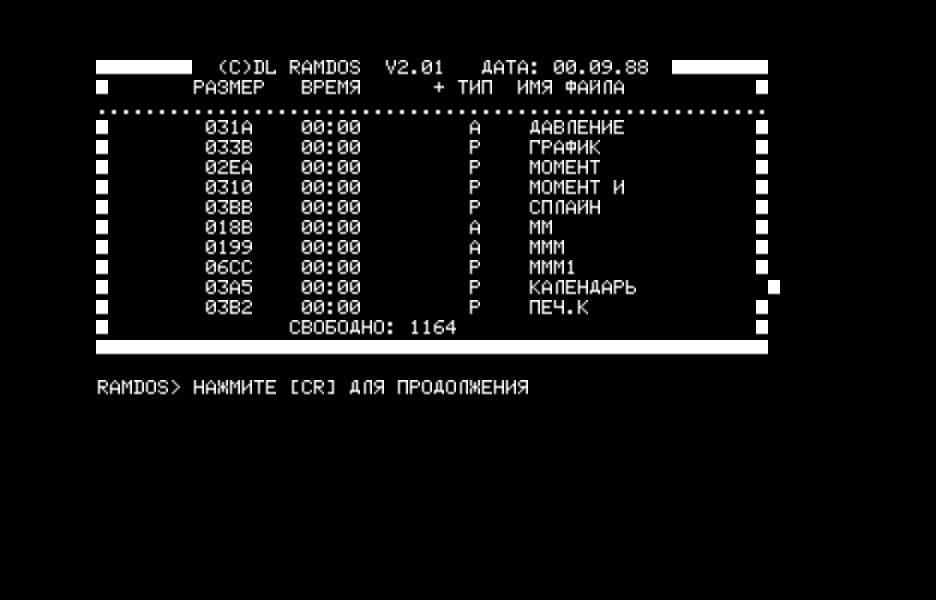 (C)DL RAMDOS V2.01 ДАТА: 00.09.88
РАЗМЕР ВРЕМЯ + ТИП ИМЯ ФАЙЛА
031A 00:00 A ДАВЛЕНИЕ
033B 00:00 P ГРАФИК
02EA 00:00 P МОМЕНТ
0310 00:00 P МОМЕНТ И
03BB 00:00 P СПЛАЙН
018B 00:00 A ММ
0199 00:00 A МММ
06CC 00:00 P МММ1
03A5 00:00 P КАЛЕНДАРЬ
03B2 00:00 P ПЕЧ.К
СВОБОДНО: 1164
RAMDOS> НАЖМИТЕ [CR] ДЛЯ ПРОДОЛЖЕНИЯ